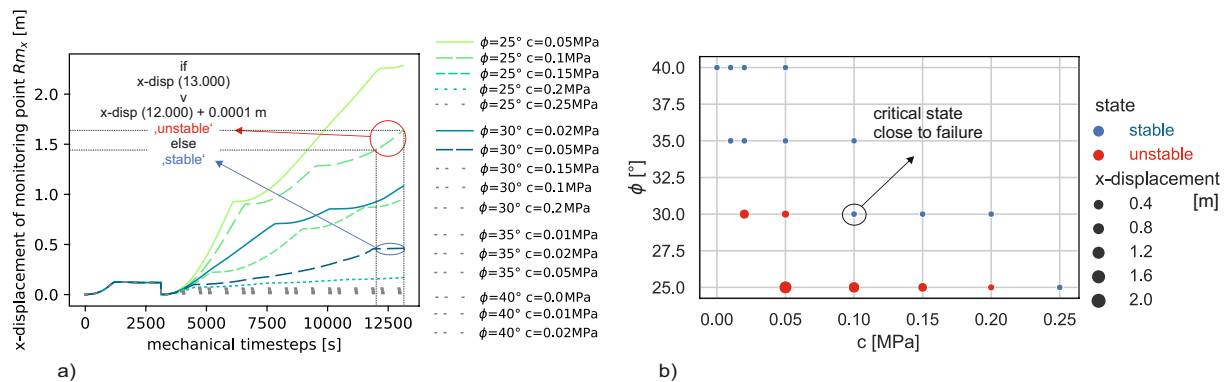 x-displacement of monitoring point Rmₓ [m]
2.0
1.5
1.0
0.5
0.0
if
x-disp (13.000)
v
x-disp (12.000) + 0.0001 m
‚unstable‘
else
‚stable‘
0
2500
5000
7500
10000
12500
mechanical timesteps [s]
a)
ϕ=25° c=0.05MPa
ϕ=25° c=0.1MPa
ϕ=25° c=0.15MPa
ϕ=25° c=0.2MPa
ϕ=25° c=0.25MPa
ϕ=30° c=0.02MPa
ϕ=30° c=0.05MPa
ϕ=30° c=0.15MPa
ϕ=30° c=0.1MPa
ϕ=30° c=0.2MPa
ϕ=35° c=0.01MPa
ϕ=35° c=0.02MPa
ϕ=35° c=0.05MPa
ϕ=40° c=0.0MPa
ϕ=40° c=0.01MPa
ϕ=40° c=0.02MPa
ϕ [°]
40.0
37.5
35.0
32.5
30.0
27.5
25.0
critical state
close to failure
0.00
0.05
0.10
0.15
0.20
0.25
c [MPa]
b)
state
stable
unstable
x-displacement
[m]
0.4
0.8
1.2
1.6
2.0